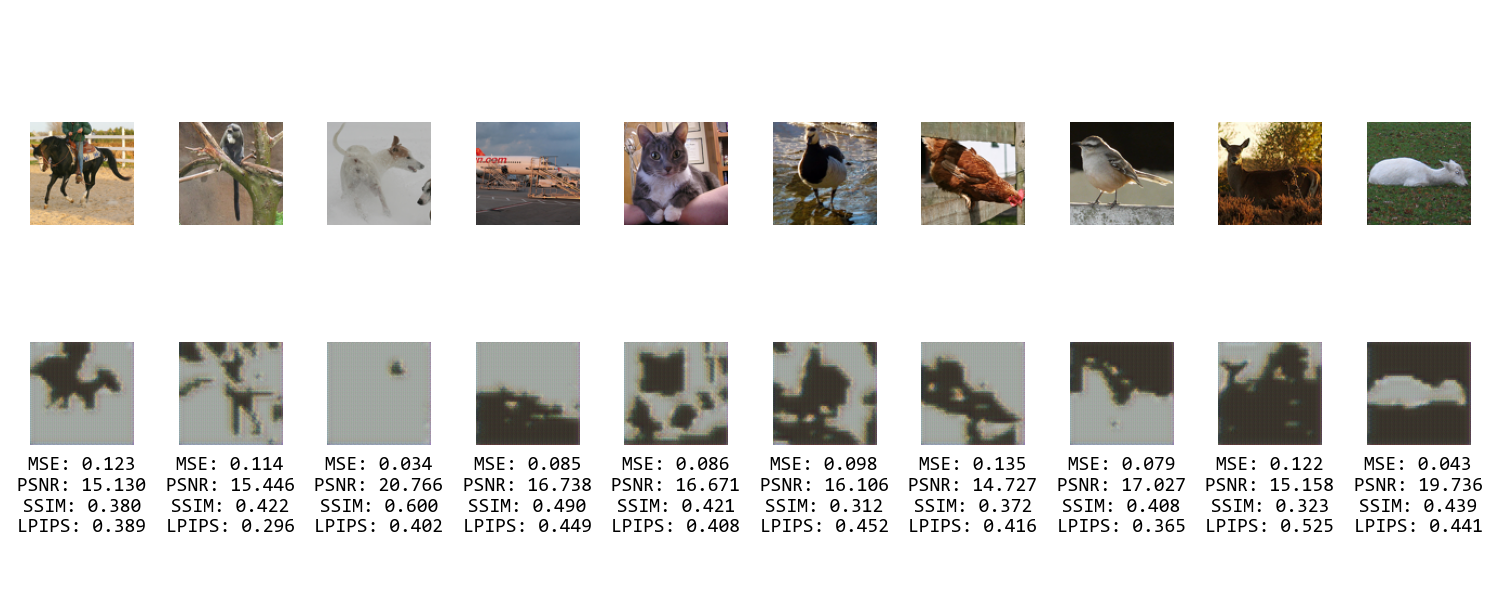 a.com
MSE: 0.123
PSNR: 15.130
SSIM: 0.380
LPIPS: 0.389
MSE: 0.114
PSNR: 15.446
SSIM: 0.422
LPIPS: 0.296
MSE: 0.034
PSNR: 20.766
SSIM: 0.600
LPIPS: 0.402
MSE: 0.085
PSNR: 16.738
SSIM: 0.490
LPIPS: 0.449
MSE: 0.086
PSNR: 16.671
SSIM: 0.421
LPIPS: 0.408
MSE: 0.098
PSNR: 16.106
SSIM: 0.312
LPIPS: 0.452
MSE: 0.135
PSNR: 14.727
SSIM: 0.372
LPIPS: 0.416
MSE: 0.079
PSNR: 17.027
SSIM: 0.408
LPIPS: 0.365
MSE: 0.122
PSNR: 15.158
SSIM: 0.323
LPIPS: 0.525
MSE: 0.043
PSNR: 19.736
SSIM: 0.439
LPIPS: 0.441